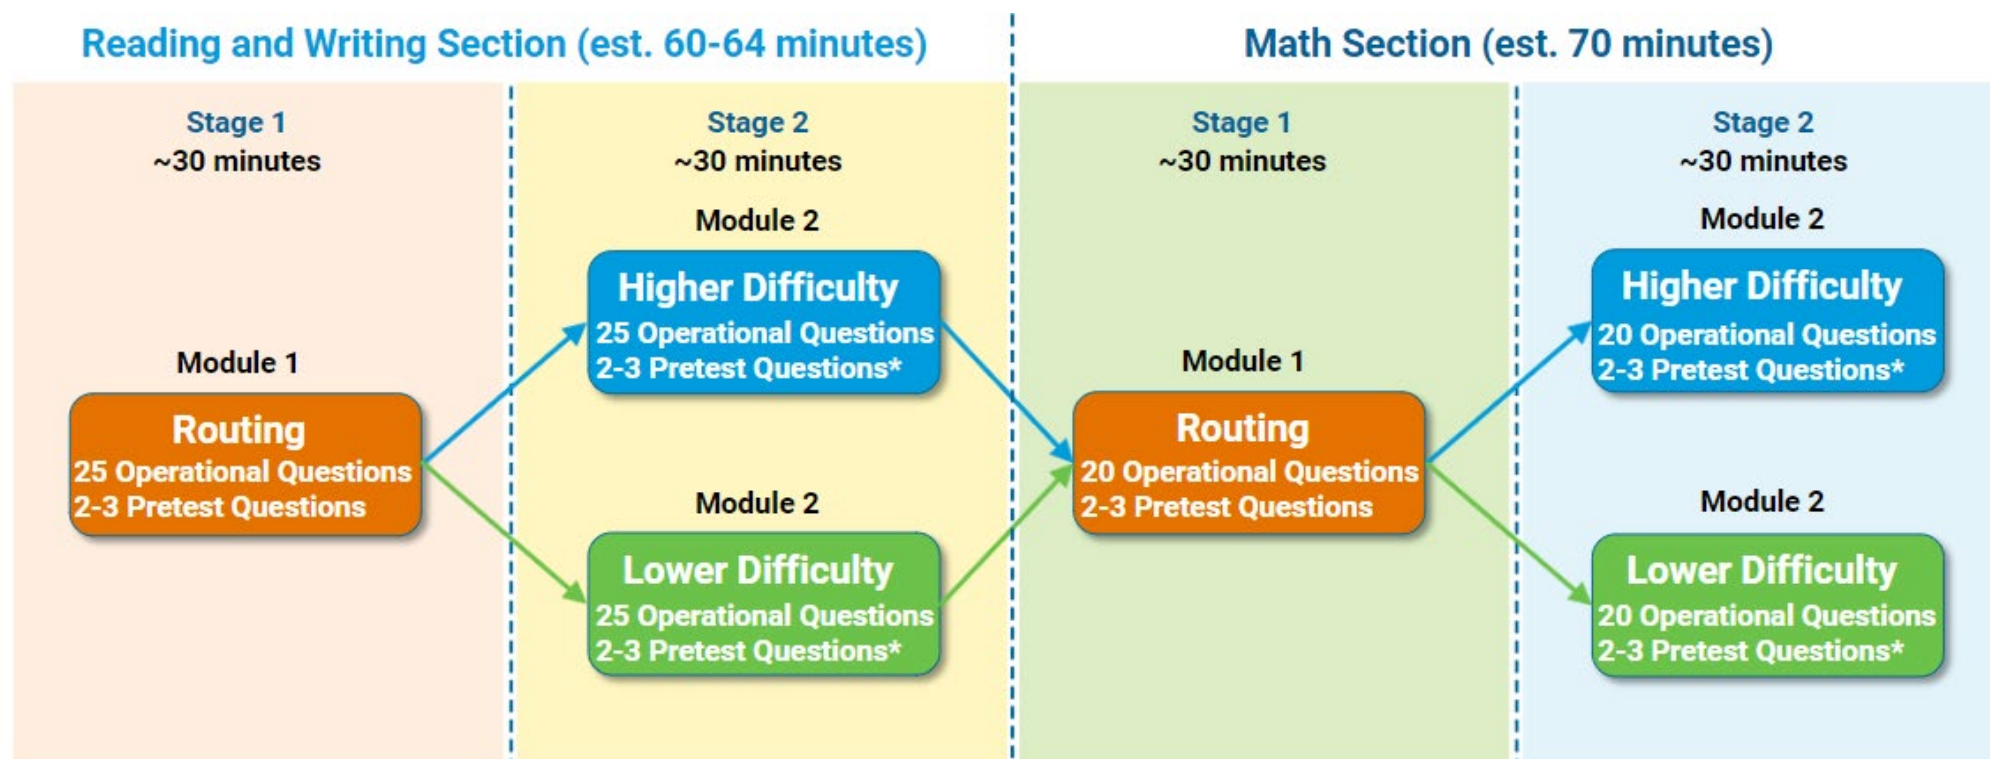 Reading and Writing Section (est. 60-64 minutes)
Math Section (est. 70 minutes)
Stage 1
~30 minutes
Module 1
Routing
25 Operational Questions
2-3 Pretest Questions
Stage 2
~30 minutes
Module 2
Higher Difficulty
25 Operational Questions
2-3 Pretest Questions*
Module 2
Lower Difficulty
25 Operational Questions
2-3 Pretest Questions*
Stage 1
~30 minutes
Module 1
Routing
20 Operational Questions
2-3 Pretest Questions
Stage 2
~30 minutes
Module 2
Higher Difficulty
20 Operational Questions
2-3 Pretest Questions*
Module 2
Lower Difficulty
20 Operational Questions
2-3 Pretest Questions*